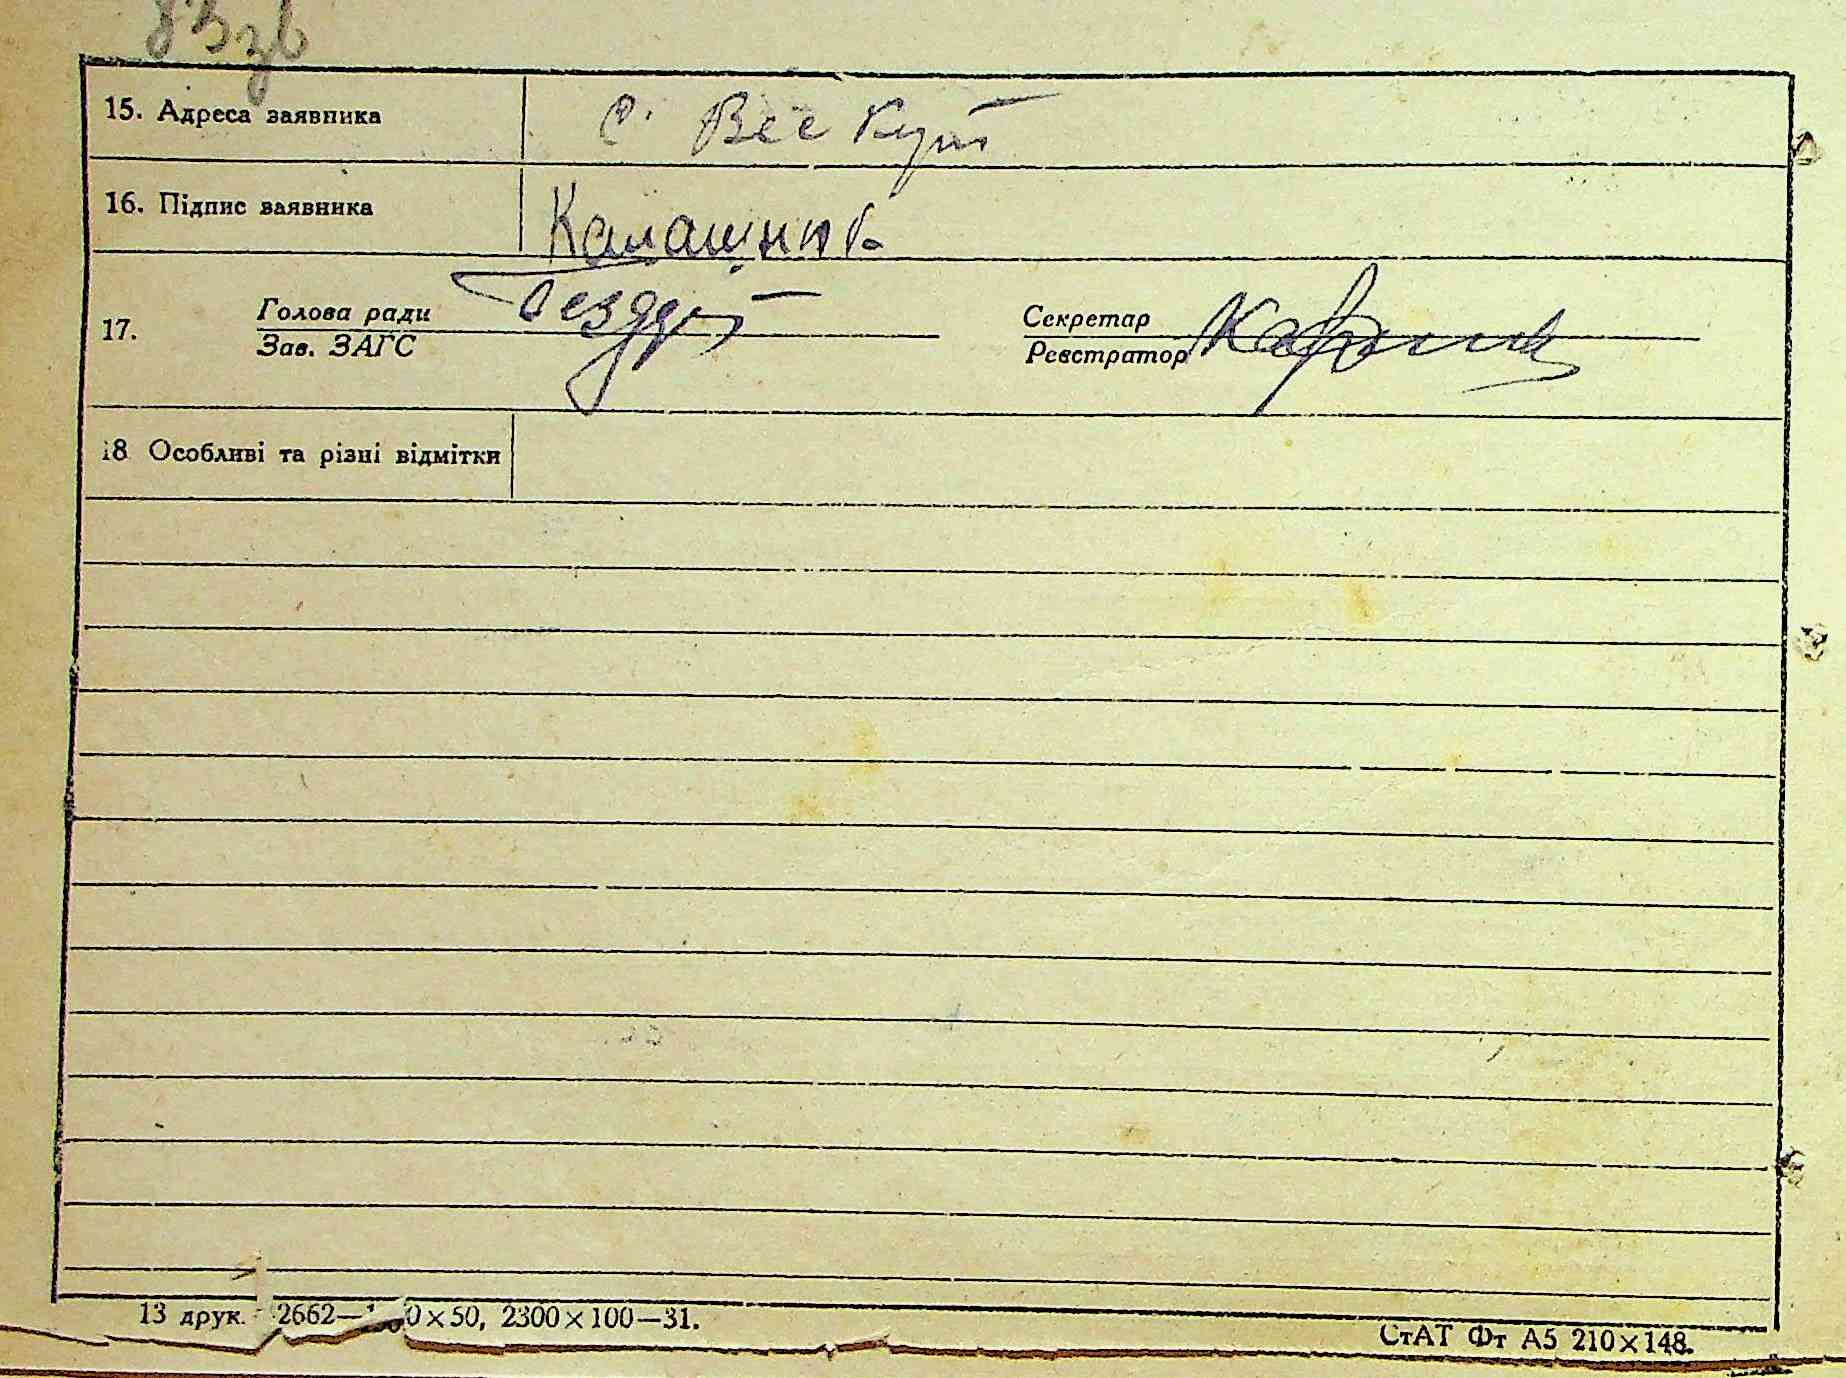 83зв
15. Адреса заявника С. Вес Кут
16. Підпис заявника Калашник
17. Голова ради Секретар
Зав. ЗАГС Реєстратор
18 Особливі та різні відмітки
13 друк. 2662— 0×50, 2300×100—31.
СтАТ Фт А5 210×148.